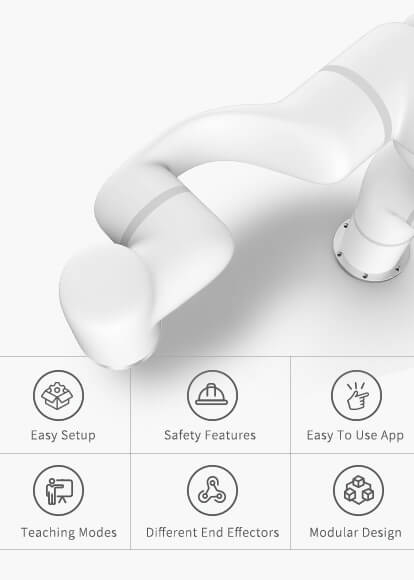 Easy Setup
Safety Features
Easy To Use App
Teaching Modes
Different End Effectors
Modular Design